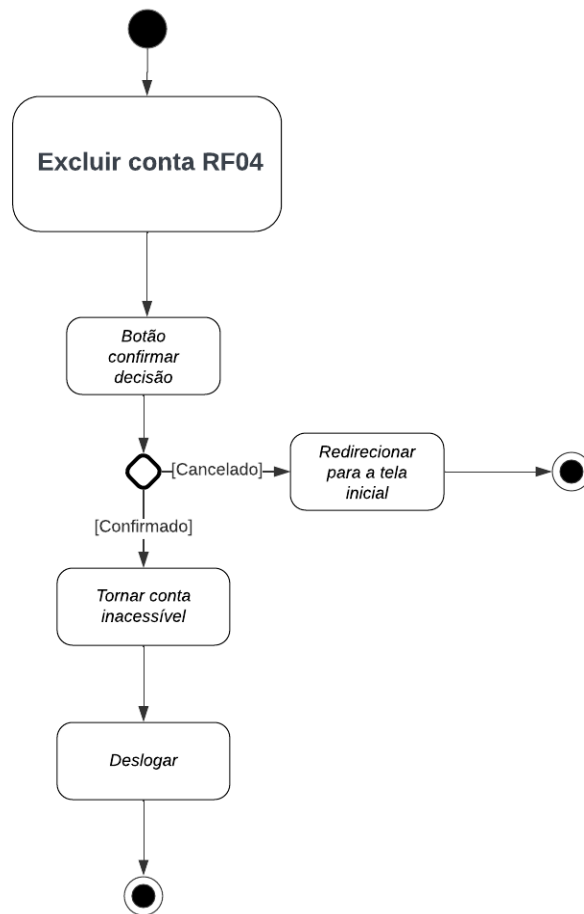 Excluir conta RF04
Botão
confirmar
decisão
[Cancelado]
Redirecionar
para a tela
inicial
[Confirmado]
Tornar conta
inacessível
Deslogar